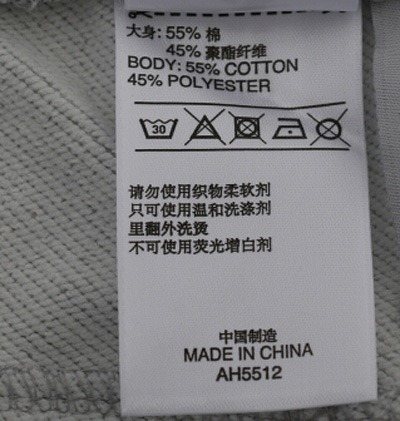 大身: 55% 棉
45% 聚酯纤维
BODY: 55% COTTON
45% POLYESTER
30
请勿使用织物柔软剂
只可使用温和洗涤剂
里翻外洗烫
不可使用荧光增白剂
中国制造
MADE IN CHINA
AH5512